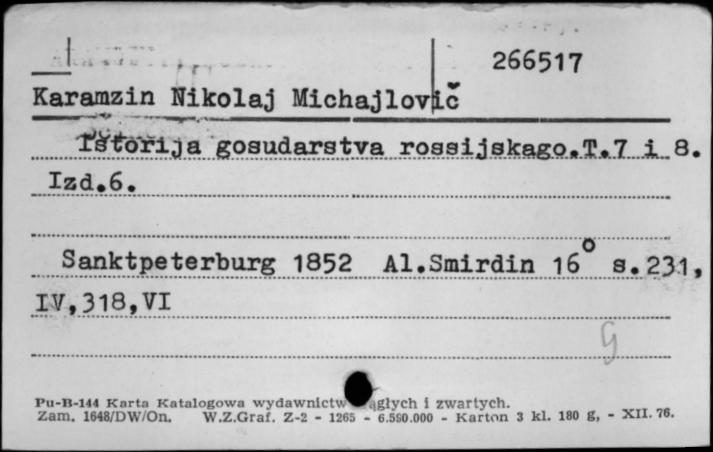 266517
Karamzin Nikolaj Michajlovič
Istorija gosudarstva rossijskago.T.7 i 8.
Izd.6.
Sanktpeterburg 1852 Al.Smirdin 16° s.231,
IV,318,VI
Pu-B-144 Karta Katalogowa wydawnictw ągłych i zwartych.
Zam. 1648/DW/On. W.Z.Graf. Z-2 - 1265 - 6.550.000 - Karton 3 kl. 180 g, - XII. 76.